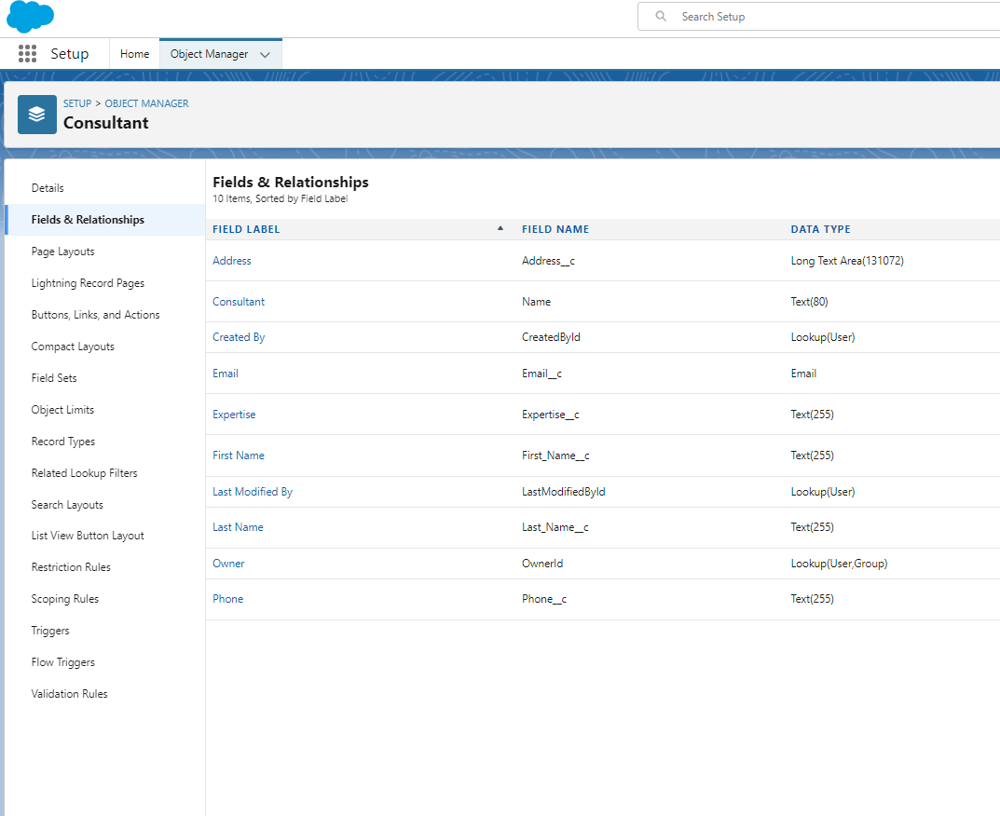 Search Setup
Setup Home Object Manager
SETUP > OBJECT MANAGER
Consultant
Details
Fields & Relationships
Page Layouts
Lightning Record Pages
Buttons, Links, and Actions
Compact Layouts
Field Sets
Object Limits
Record Types
Related Lookup Filters
Search Layouts
List View Button Layout
Restriction Rules
Scoping Rules
Triggers
Flow Triggers
Validation Rules
Fields & Relationships
10 Items, Sorted by Field Label
FIELD LABEL FIELD NAME DATA TYPE
Address Address__c Long Text Area(131072)
Consultant Name Text(80)
Created By CreatedById Lookup(User)
Email Email__c Email
Expertise Expertise__c Text(255)
First Name First_Name__c Text(255)
Last Modified By LastModifiedById Lookup(User)
Last Name Last_Name__c Text(255)
Owner OwnerId Lookup(User,Group)
Phone Phone__c Text(255)